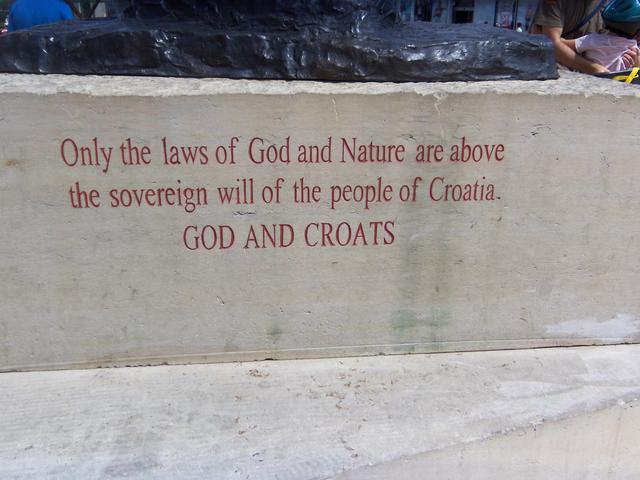 Only the laws of God and Nature are above
the sovereign will of the people of Croatia.
GOD AND CROATS